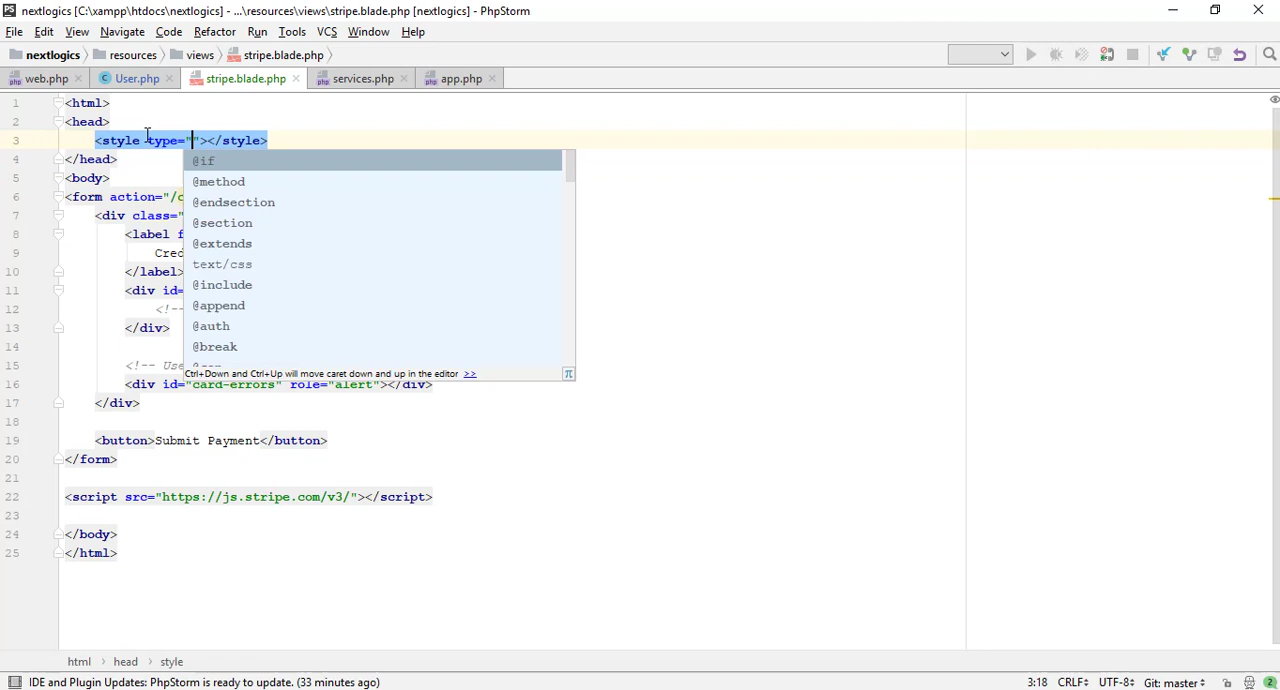 nextlogics [C:\xampp\htdocs\nextlogics] - ...\resources\views\stripe.blade.php [nextlogics] - PhpStorm
File Edit View Navigate Code Refactor Run Tools VCS Window Help
nextlogics resources views stripe.blade.php
web.php User.php stripe.blade.php services.php app.php
1 <html>
2 <head>
3 <style type=""></style>
4 </head>
5 <body>
6 <form action="/c
7 <div class="
8 <label f
9 Cred
10 </label>
11 <div id=
12 <!--
13 </div>
14
15 <!-- Use
16 <div id="card-errors" role="alert"></div>
17 </div>
18
19 <button>Submit Payment</button>
20 </form>
21
22 <script src="https://js.stripe.com/v3/"></script>
23
24 </body>
25 </html>
@if
@method
@endsection
@section
@extends
text/css
@include
@append
@auth
@break
Ctrl+Down and Ctrl+Up will move caret down and up in the editor >>
π
html › head › style
IDE and Plugin Updates: PhpStorm is ready to update. (33 minutes ago) 3:18 CRLF UTF-8 Git: master 2